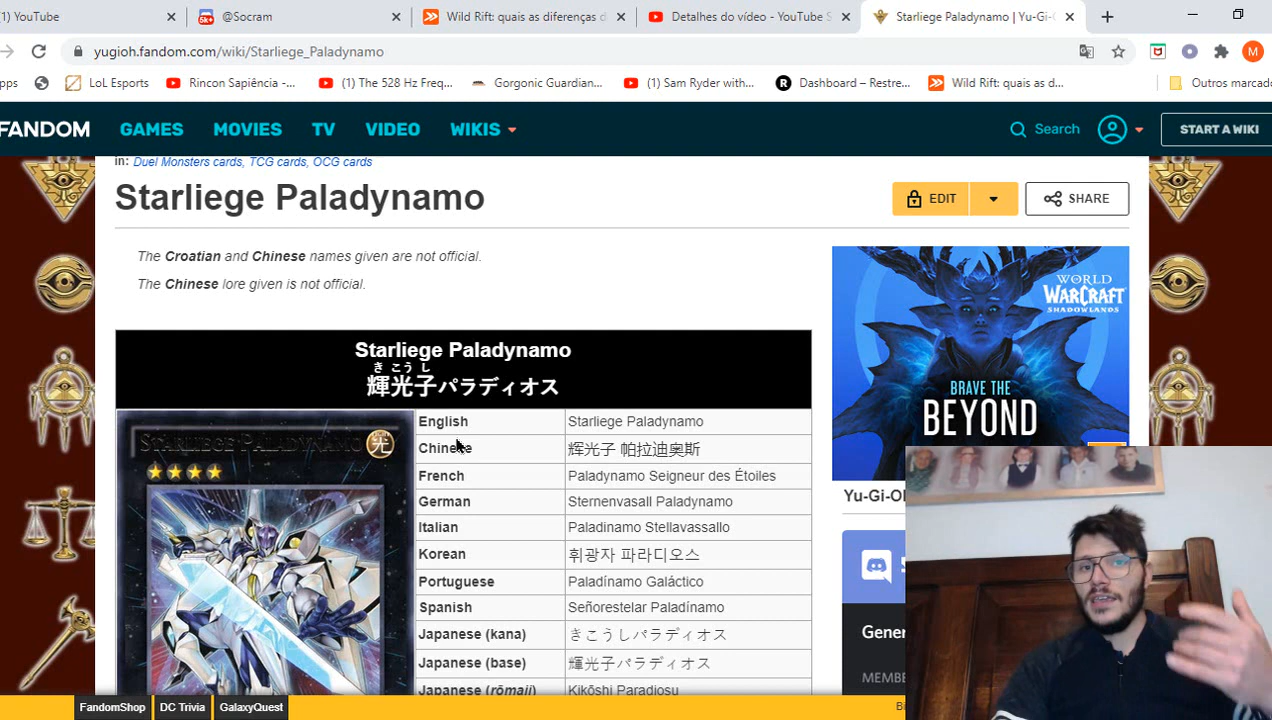 (1) YouTube
@Socram
Wild Rift: quais as diferenças d
Detalhes do vídeo - YouTube S
Starliege Paladynamo | Yu-Gi-O
yugioh.fandom.com/wiki/Starliege_Paladynamo
M
pps
LoL Esports
Rincon Sapiência -...
(1) The 528 Hz Freq...
Gorgonic Guardian...
(1) Sam Ryder with...
Dashboard – Restre...
Wild Rift: quais as d...
Outros marcado
FANDOM
GAMES
MOVIES
TV
VIDEO
WIKIS
Search
START A WIKI
in: Duel Monsters cards, TCG cards, OCG cards
Starliege Paladynamo
EDIT
SHARE
The Croatian and Chinese names given are not official.
The Chinese lore given is not official.
Starliege Paladynamo
き こう し
輝光子パラディオス
STARLIEGE PALADYNAMO
光
English Starliege Paladynamo
Chinese 辉光子 帕拉迪奥斯
French Paladynamo Seigneur des Étoiles
German Sternenvasall Paladynamo
Italian Paladinamo Stellavassallo
Korean 휘광자 파라디오스
Portuguese Paladínamo Galáctico
Spanish Señorestelar Paladínamo
Japanese (kana) きこうしパラディオス
Japanese (base) 輝光子パラディオス
Japanese (rōmaji) Kikōshi Paradiosu
WORLD
WARCRAFT
SHADOWLANDS
BRAVE THE
BEYOND
Yu-Gi-O
Gener
MEMBE
FandomShop
DC Trivia
GalaxyQuest
Bi